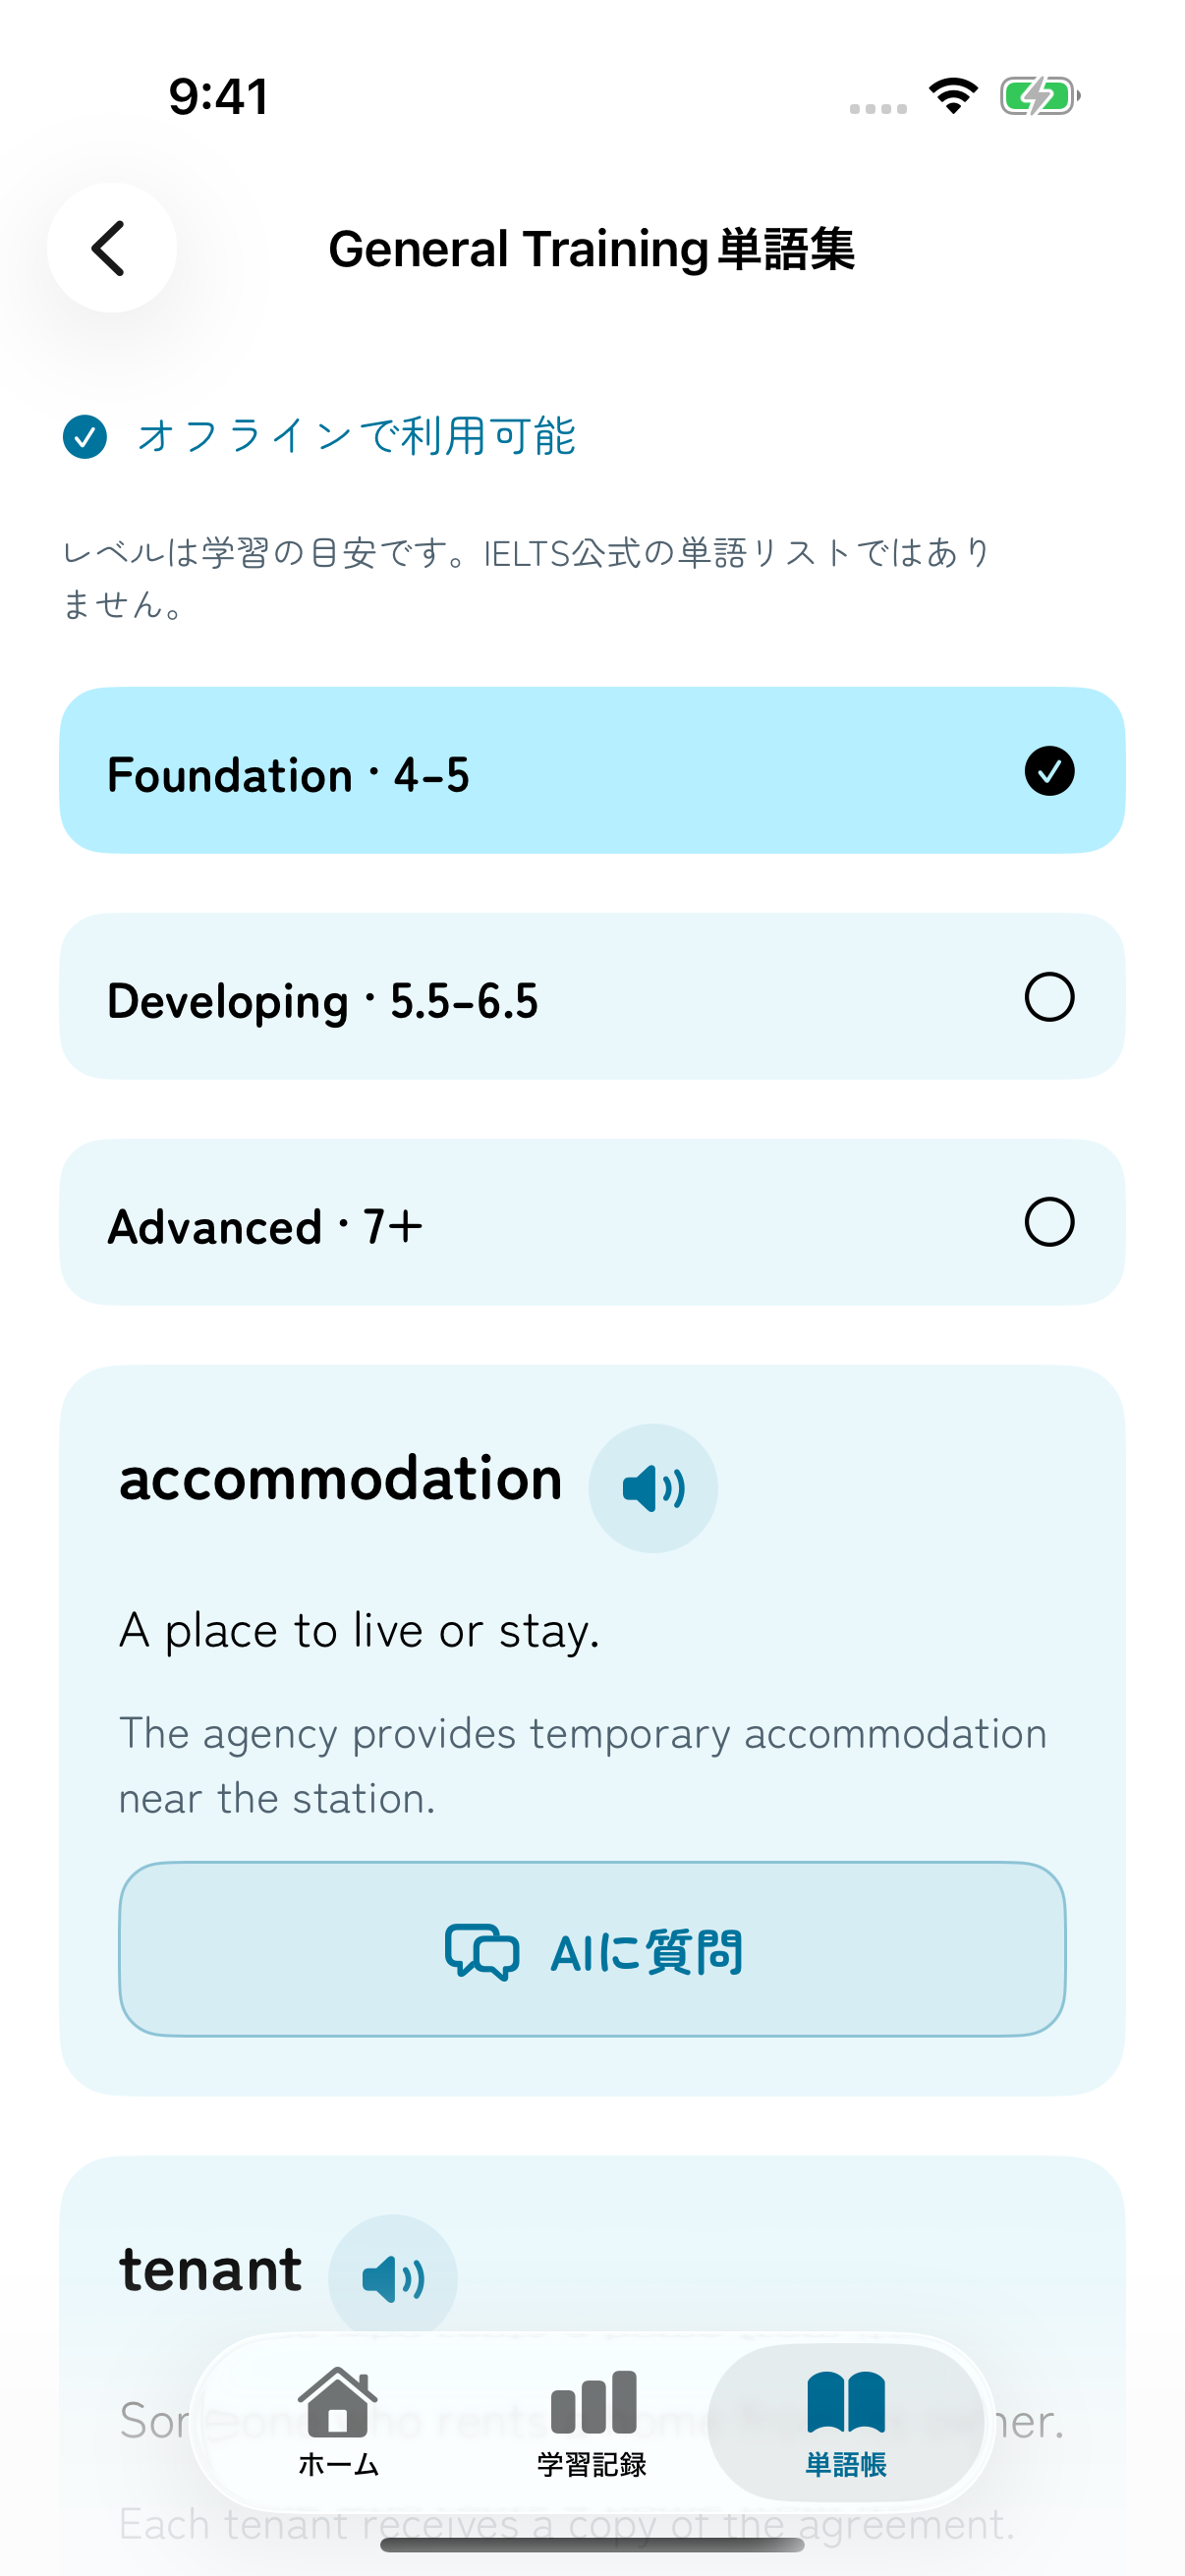 9:41
General Training単語集
オフラインで利用可能
レベルは学習の目安です。IELTS公式の単語リストではあり
ません。
Foundation · 4–5
Developing · 5.5–6.5
Advanced · 7+
accommodation
A place to live or stay.
The agency provides temporary accommodation
near the station.
AIに質問
tenant
who rents
Each tenant receives a copy of the agreement.
ホーム
学習記録
単語帳